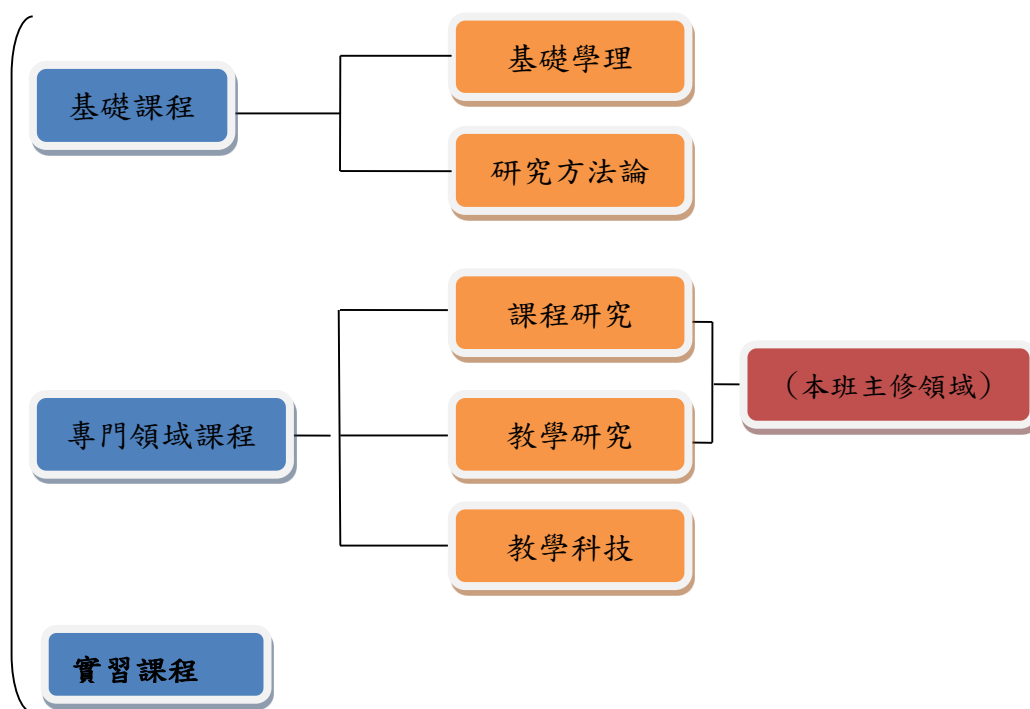 基礎課程
基礎學理
研究方法論
專門領域課程
課程研究
教學研究
教學科技
（本班主修領域）
實習課程